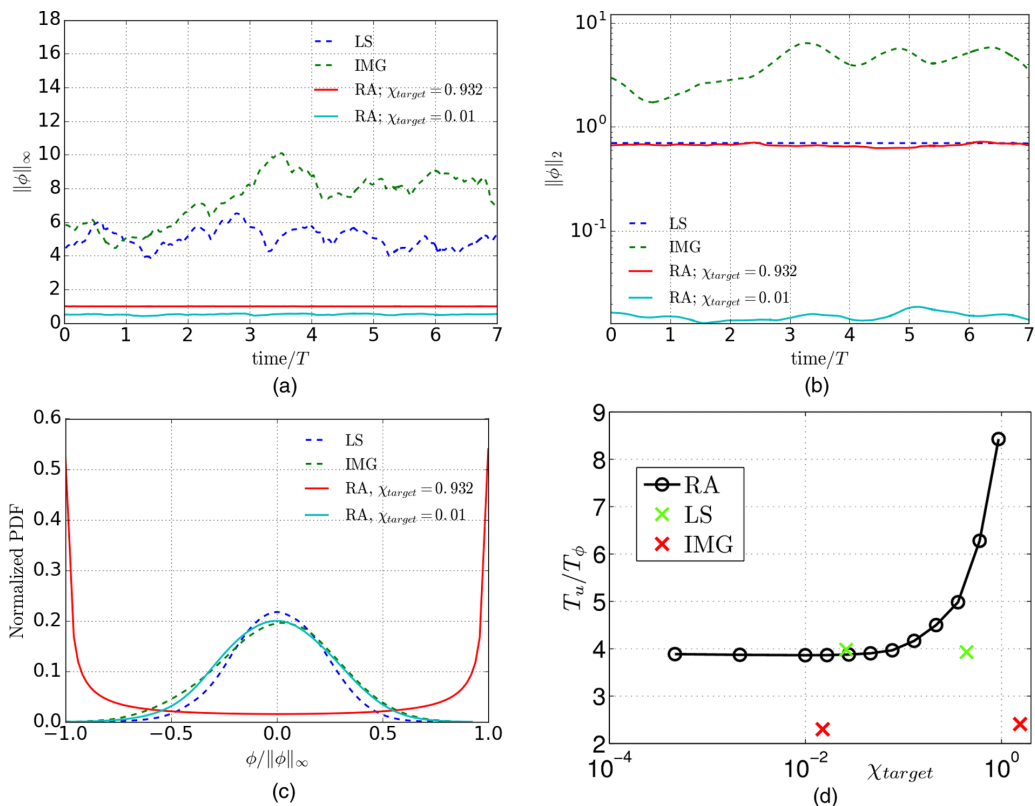 18
16
14
12
10
8
6
4
2
0
‖ϕ‖∞
LS
IMG
RA; χtarget = 0.932
RA; χtarget = 0.01
0 1 2 3 4 5 6 7
time/T
(a)
10¹
10⁰
10⁻¹
‖ϕ‖₂
LS
IMG
RA; χtarget = 0.932
RA; χtarget = 0.01
0 1 2 3 4 5 6 7
time/T
(b)
0.6
0.5
0.4
0.3
0.2
0.1
0.0
Normalized PDF
LS
IMG
RA, χtarget = 0.932
RA, χtarget = 0.01
−1.0 −0.5 0.0 0.5 1.0
ϕ/‖ϕ‖∞
(c)
9
8
7
6
5
4
3
2
Tu/Tϕ
RA
LS
IMG
10⁻⁴ 10⁻² 10⁰
χtarget
(d)